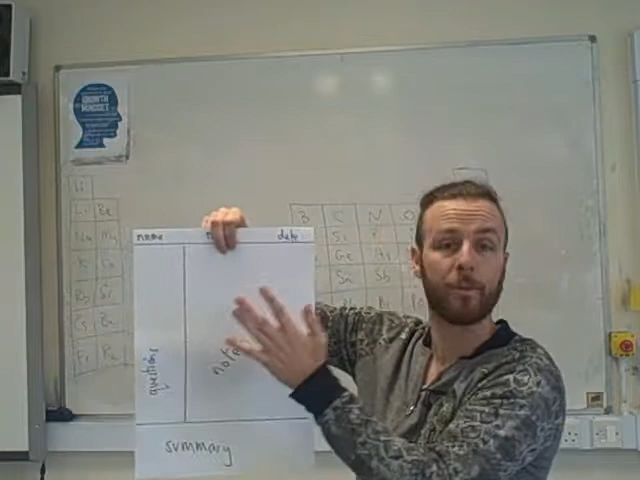 GROWTH
MINDSET
Li
Be
B C N O
Na Mg
Si P
K Ca
Ge As
Rb Sr
Sn Sb
Cs Ba
Pb Bi Po
Fr Ra
name
date
questions
summary